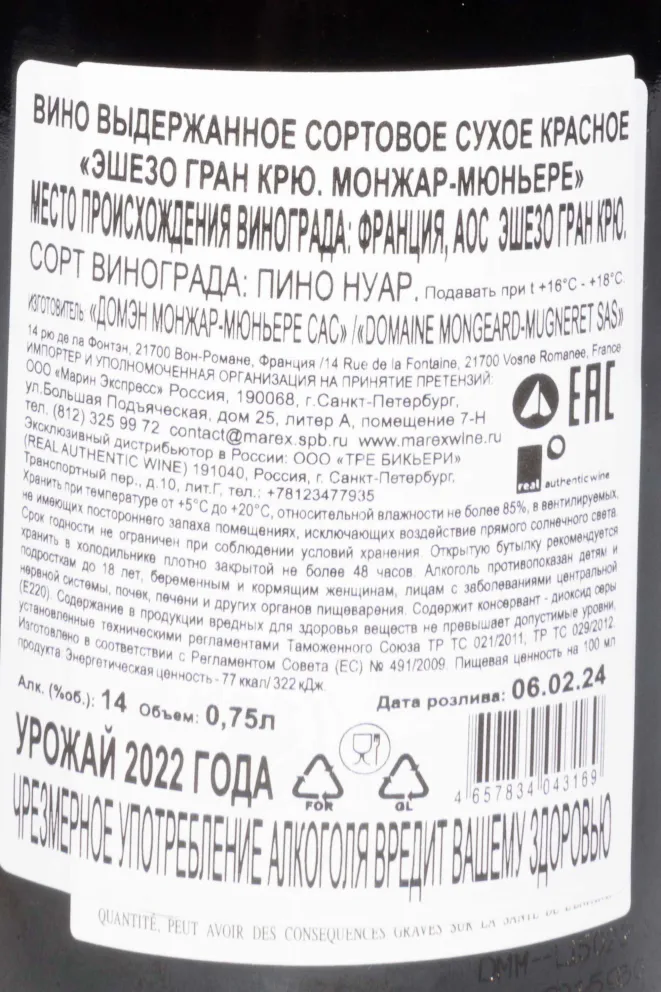 ВИНО ВЫДЕРЖАННОЕ СОРТОВОЕ СУХОЕ КРАСНОЕ
«ЭШЕЗО ГРАН КРЮ. МОНЖАР-МЮНЬЕРЕ»
МЕСТО ПРОИСХОЖДЕНИЯ ВИНОГРАДА: ФРАНЦИЯ, АОС ЭШЕЗО ГРАН КРЮ.
СОРТ ВИНОГРАДА: ПИНО НУАР. Подавать при t +16°C - +18°C
ИЗГОТОВИТЕЛЬ: «ДОМЭН МОНЖАР-МЮНЬЕРЕ САС» /«DOMAINE MONGEARD-MUGNERET SAS»
14 рю де ла Фонтэн, 21700 Вон-Романе, Франция /14 Rue de la Fontaine, 21700 Vosne Romanee, France
ИМПОРТЕР И УПОЛНОМОЧЕННАЯ ОРГАНИЗАЦИЯ НА ПРИНЯТИЕ ПРЕТЕНЗИЙ:
ООО «Марин Экспресс» Россия, 190068, г.Санкт-Петербург,
ул.Большая Подъяческая, дом 25, литер А, помещение 7-Н
тел. (812) 325 99 72 contact@marex.spb.ru www.marexwine.ru
Эксклюзивный дистрибьютор в России: ООО «ТРЕ БИКЬЕРИ»
(REAL AUTHENTIC WINE) 191040, Россия, г. Санкт-Петербург,
Транспортный пер., д.10, лит.Г, тел.: +78123477935
EAC
real authentic wine
Хранить при температуре от +5°C до +20°C, относительной влажности не более 85%, в вентилируемых,
не имеющих постороннего запаха помещениях, исключающих воздействие прямого солнечного света.
Срок годности не ограничен при соблюдении условий хранения. Открытую бутылку рекомендуется
хранить в холодильнике плотно закрытой не более 48 часов. Алкоголь противопоказан детям и
подросткам до 18 лет, беременным и кормящим женщинам, лицам с заболеваниями центральной
нервной системы, почек, печени и других органов пищеварения. Содержит консервант - диоксид серы
(E220). Содержание в продукции вредных для здоровья веществ не превышает допустимые уровни,
установленные техническими регламентами Таможенного Союза ТР ТС 021/2011, ТР ТС 029/2012.
Изготовлено в соответствии с Регламентом Совета (ЕС) № 491/2009. Пищевая ценность на 100 мл
продукта Энергетическая ценность - 77 ккал/ 322 кДж.
Алк. (%об.): 14 Объем: 0,75л
Дата розлива: 06.02.24
УРОЖАЙ 2022 ГОДА
FOR
GL
4 657834 043169
ЧРЕЗМЕРНОЕ УПОТРЕБЛЕНИЕ АЛКОГОЛЯ ВРЕДИТ ВАШЕМУ ЗДОРОВЬЮ
QUANTITÉ, PEUT AVOIR DES CONSEQUENCES GRAVES SUR LA SANTE DE